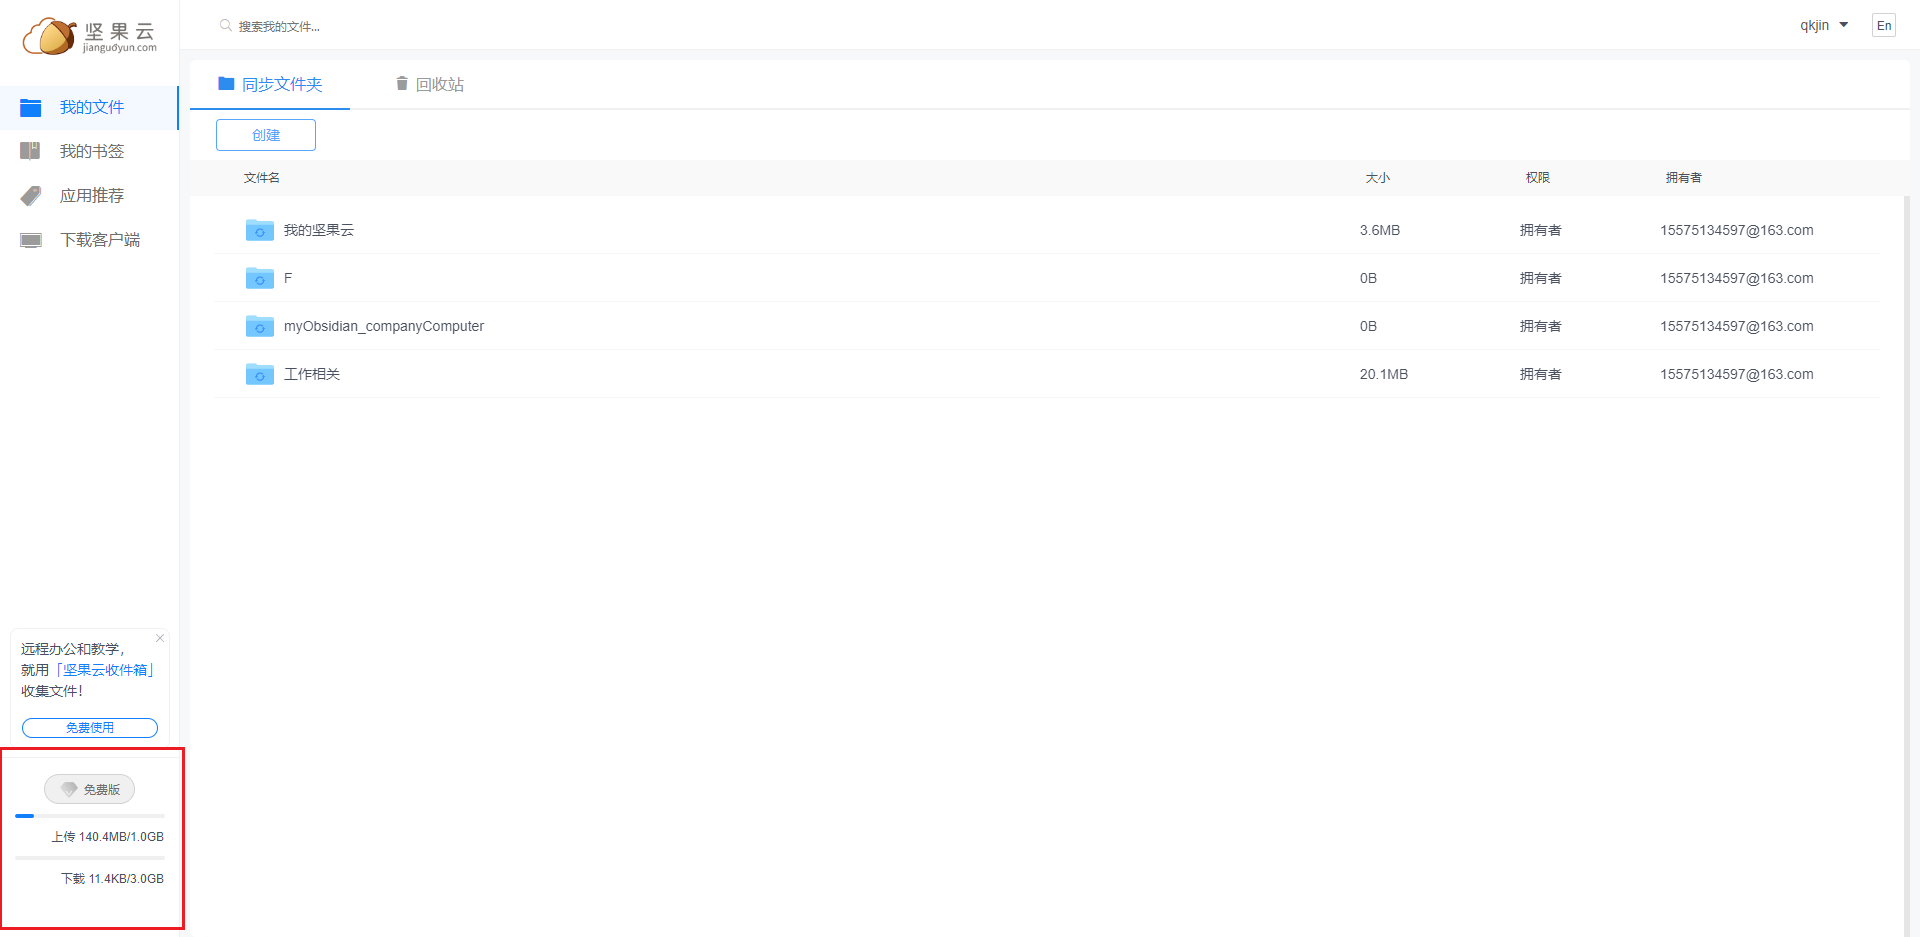 坚果云
jianguoyun.com
搜索我的文件...
qkjin
En
我的文件
我的书签
应用推荐
下载客户端
同步文件夹
回收站
创建
文件名 大小 权限 拥有者
我的坚果云 3.6MB 拥有者 15575134597@163.com
F 0B 拥有者 15575134597@163.com
myObsidian_companyComputer 0B 拥有者 15575134597@163.com
工作相关 20.1MB 拥有者 15575134597@163.com
远程办公和教学,
就用「坚果云收件箱」
收集文件!
免费使用
免费版
上传 140.4MB/1.0GB
下载 11.4KB/3.0GB